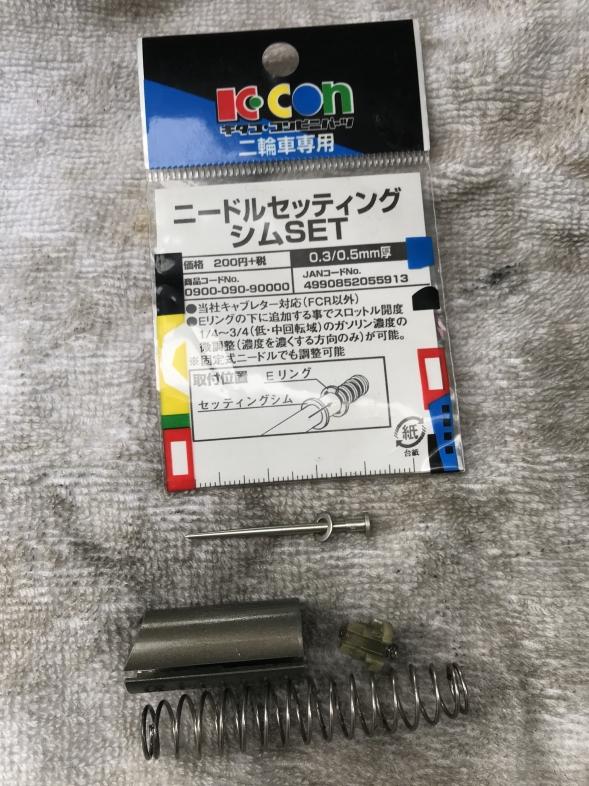 K・con
キタコ・コンビニパーツ
二輪車専用
ニードルセッティング
シムSET
価格 200円+税
0.3/0.5mm厚
商品コードNo.
0900-090-90000
JANコードNo.
4990852055913
●当社キャブレター対応(FCR以外)
●Eリングの下に追加する事でスロットル開度
1/4~3/4(低・中回転域)のガソリン濃度の
微調整(濃度を濃くする方向のみ)が可能。
※固定式ニードルでも調整可能
取付位置 Eリング
セッティングシム
紙
台紙